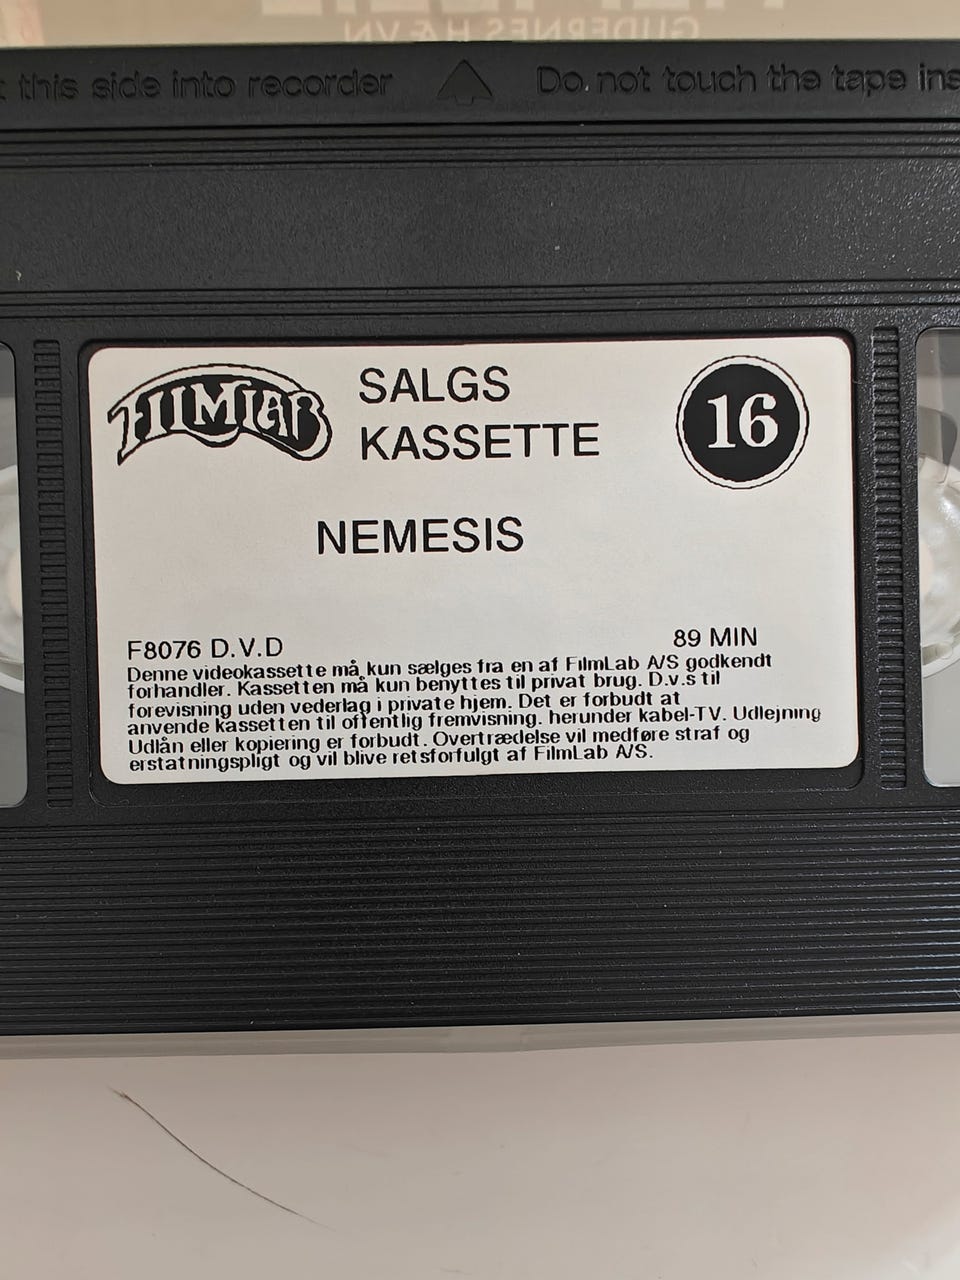 GUDERNES HÆVN
this side into recorder Do not touch the tape
FILMLAB
SALGS
KASSETTE
16
NEMESIS
F8076 D.V.D 89 MIN
Denne videokassette må kun sælges fra en af FilmLab A/S godkendt
forhandler. Kassetten må kun benyttes til privat brug. D.v.s til
forevisning uden vederlag i private hjem. Det er forbudt at
anvende kassetten til offentlig fremvisning. herunder kabel-TV. Udlejning
Udlån eller kopiering er forbudt. Overtrædelse vil medføre straf og
erstatningspligt og vil blive retsforfulgt af FilmLab A/S.